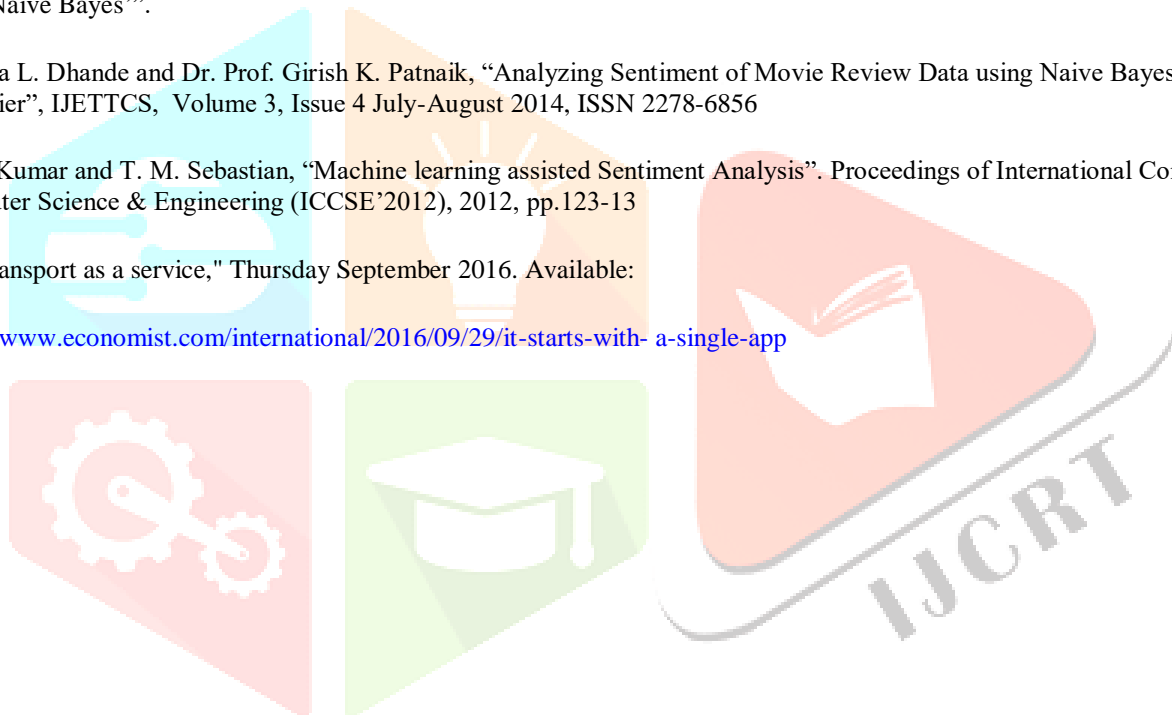 Naive Bayes'”.
a L. Dhande and Dr. Prof. Girish K. Patnaik, “Analyzing Sentiment of Movie Review Data using Naive Bayes
ier”, IJETTCS, Volume 3, Issue 4 July-August 2014, ISSN 2278-6856
Kumar and T. M. Sebastian, “Machine learning assisted Sentiment Analysis”. Proceedings of International Co
ter Science & Engineering (ICCSE’2012), 2012, pp.123-13
ansport as a service," Thursday September 2016. Available:
www.economist.com/international/2016/09/29/it-starts-with- a-single-app
IJCRT